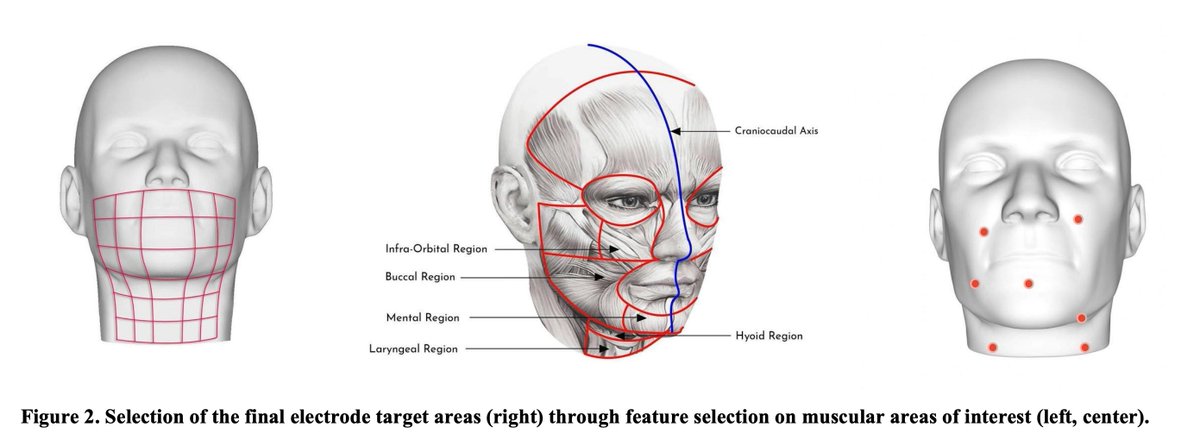 Craniocaudal Axis
Infra-Orbital Region
Buccal Region
Mental Region
Hyoid Region
Laryngeal Region
Figure 2. Selection of the final electrode target areas (right) through feature selection on muscular areas of interest (left, center).